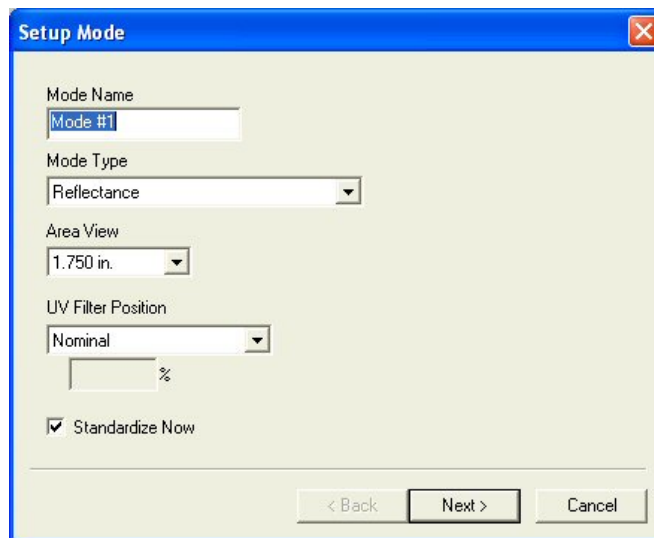 Setup Mode
Mode Name
Mode #1
Mode Type
Reflectance
Area View
1.750 in.
UV Filter Position
Nominal
%
Standardize Now
< Back Next > Cancel